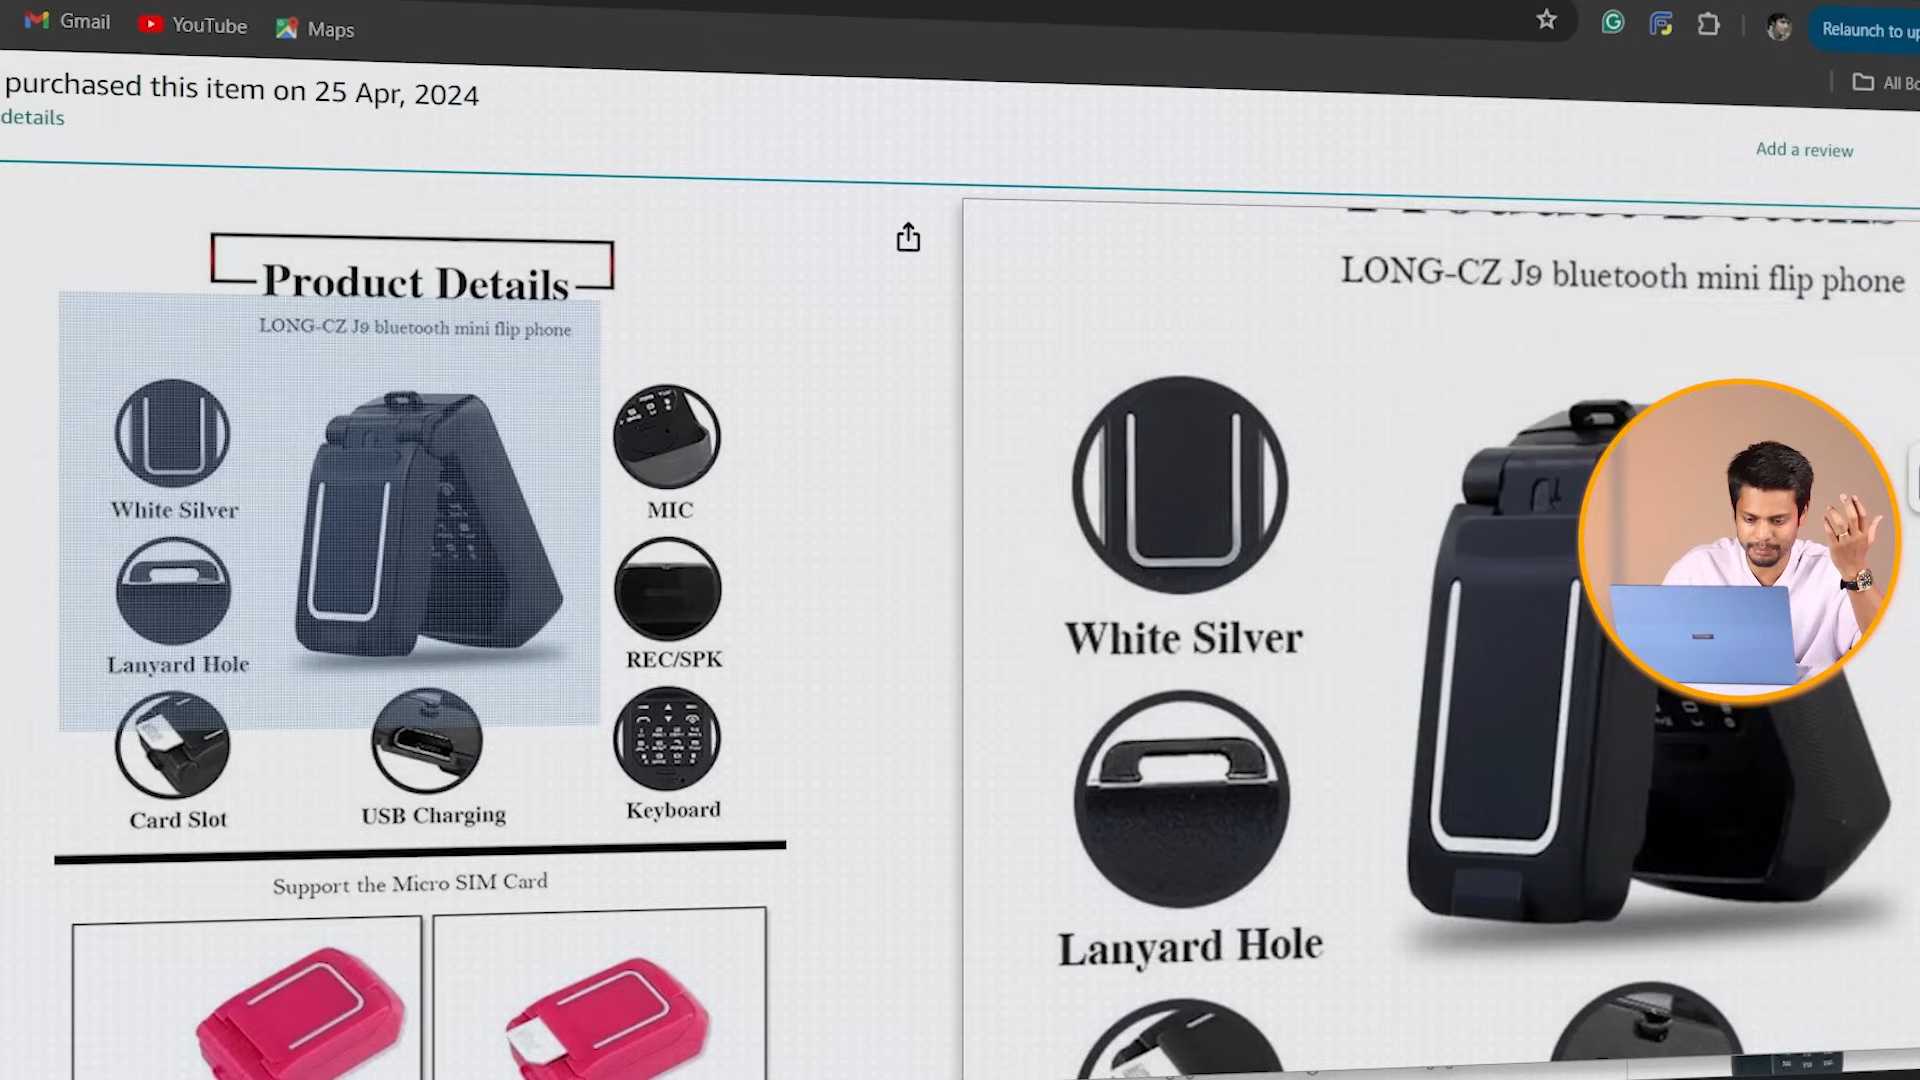 Gmail
YouTube
Maps
Relaunch to up
All Bo
purchased this item on 25 Apr, 2024
details
Add a review
Product Details
LONG-CZ J9 bluetooth mini flip phone
White Silver
MIC
Lanyard Hole
REC/SPK
Card Slot
USB Charging
Keyboard
Support the Micro SIM Card
LONG-CZ J9 bluetooth mini flip phone
White Silver
Lanyard Hole